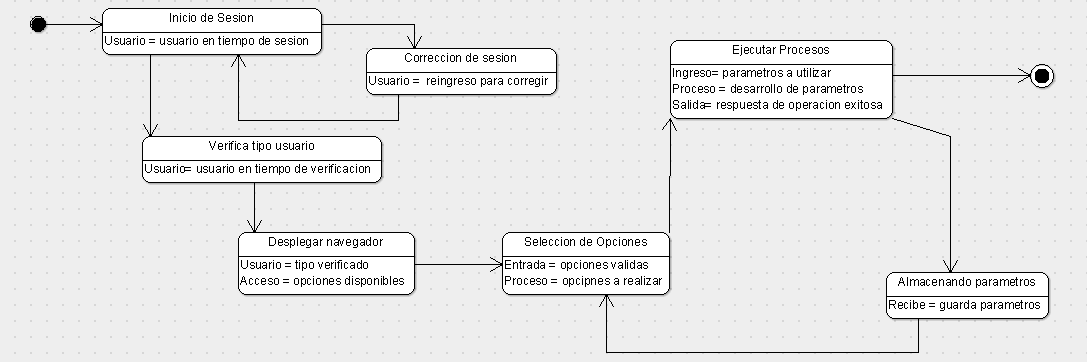 Inicio de Sesion
Usuario = usuario en tiempo de sesion
Correccion de sesion
Usuario = reingreso para corregir
Verifica tipo usuario
Usuario= usuario en tiempo de verificacion
Desplegar navegador
Usuario = tipo verificado
Acceso = opciones disponibles
Seleccion de Opciones
Entrada = opciones validas
Proceso = opcipnes a realizar
Ejecutar Procesos
Ingreso= parametros a utilizar
Proceso = desarrollo de parametros
Salida= respuesta de operacion exitosa
Almacenando parametros
Recibe = guarda parametros